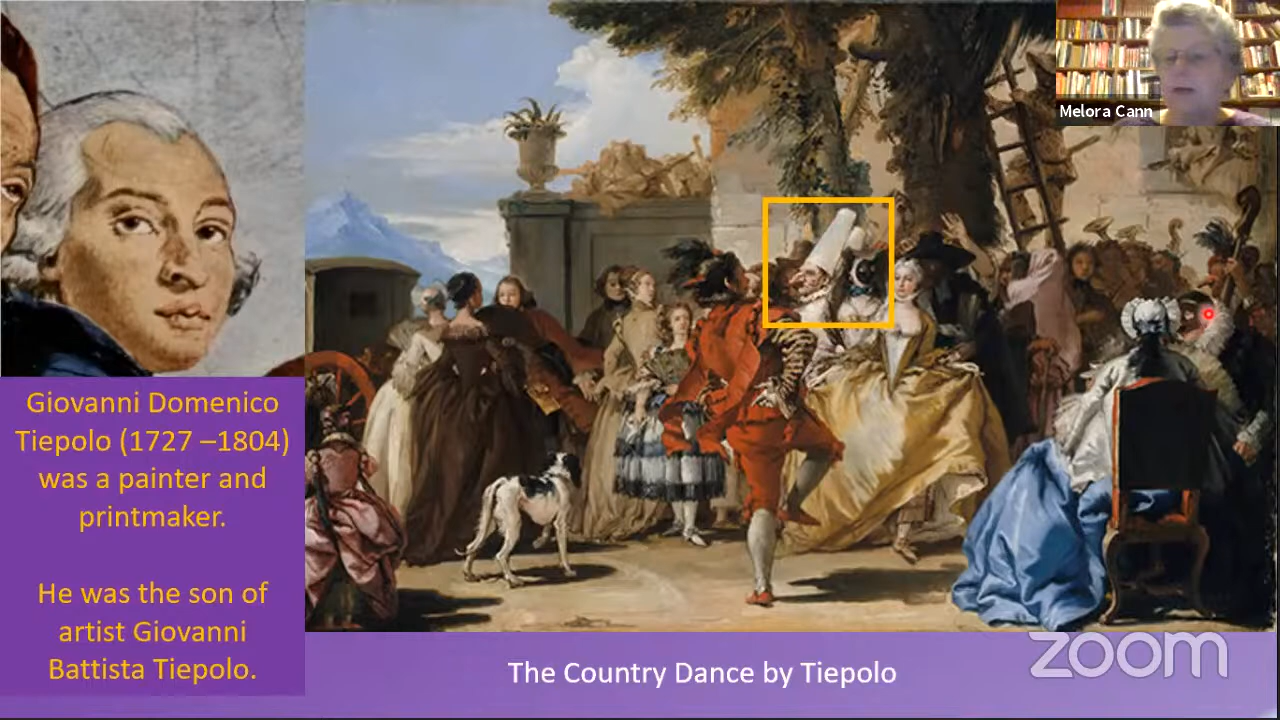 Melora Cann
Giovanni Domenico
Tiepolo (1727 –1804)
was a painter and
printmaker.
He was the son of
artist Giovanni
Battista Tiepolo.
The Country Dance by Tiepolo
zoom